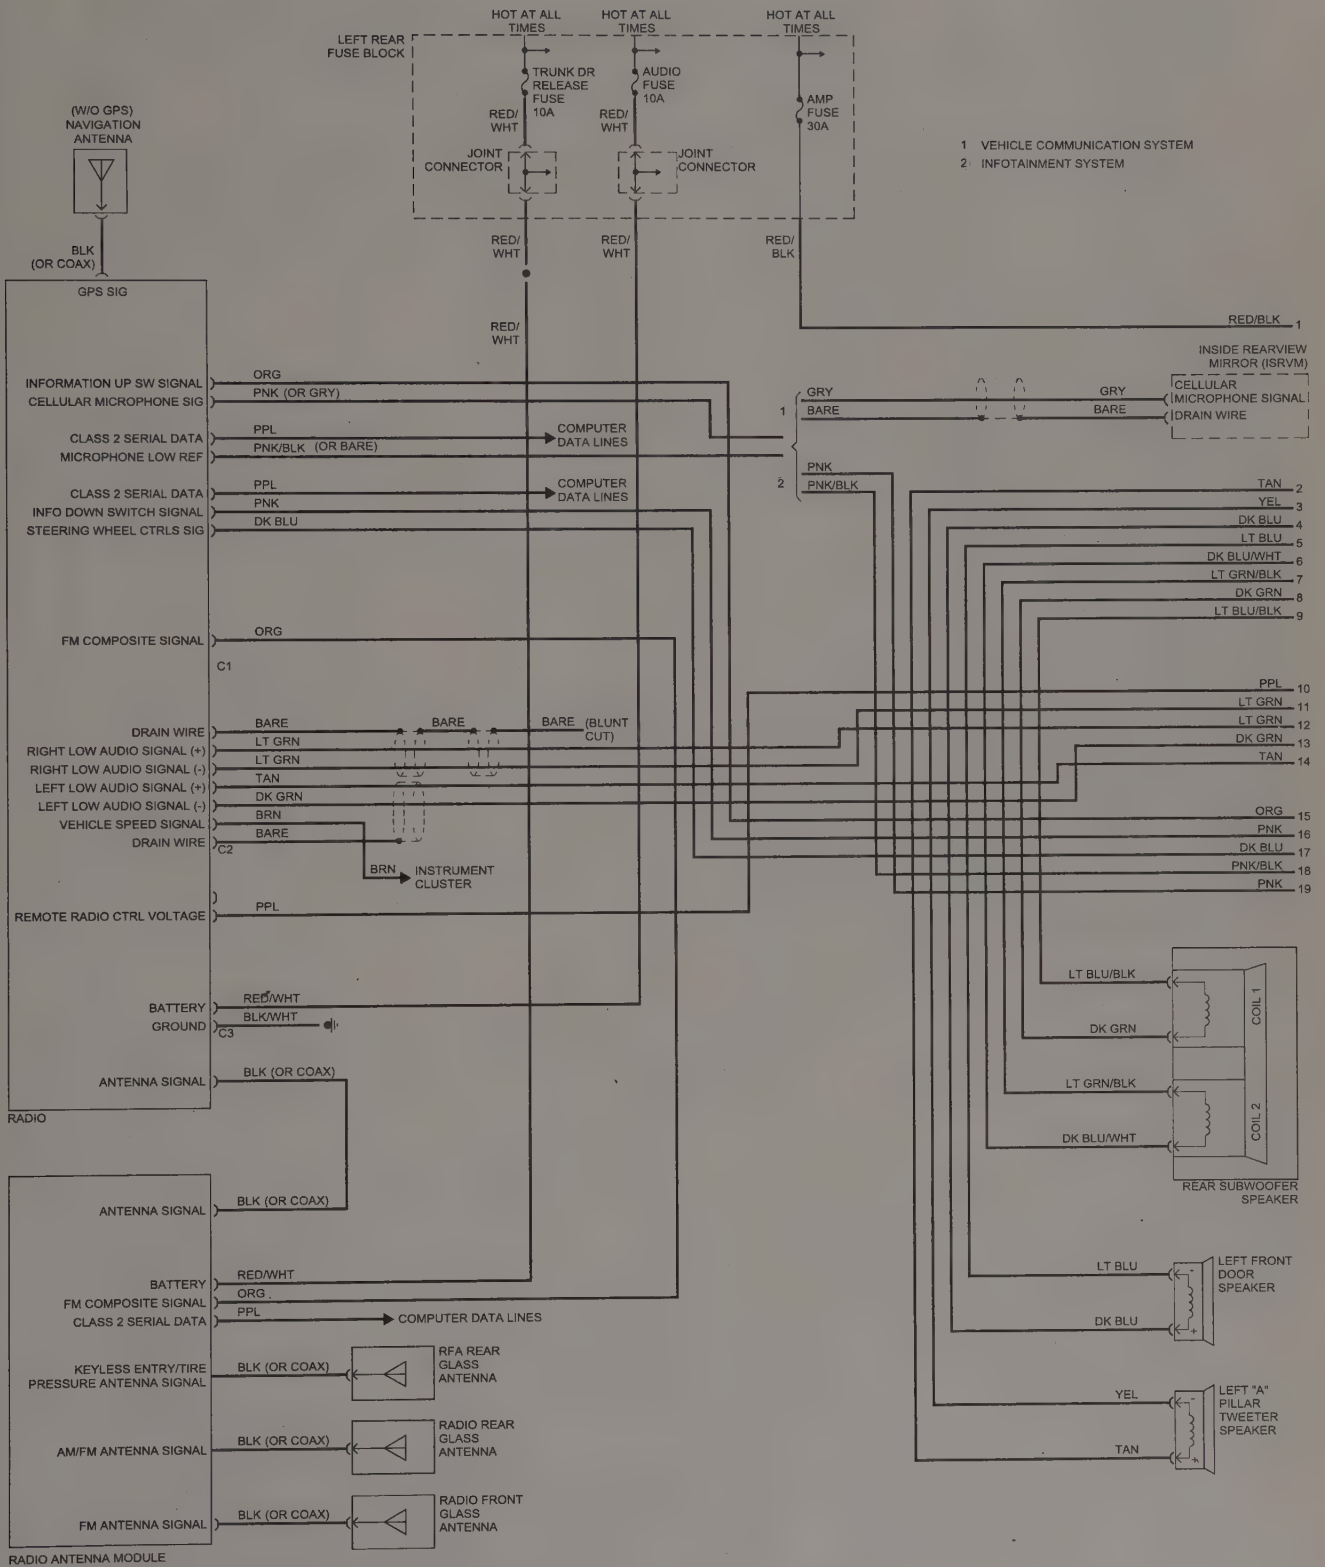 HOT AT ALL
TIMES
HOT AT ALL
TIMES
HOT AT ALL
TIMES
LEFT REAR
FUSE BLOCK
TRUNK DR
RELEASE
FUSE
10A
AUDIO
FUSE
10A
AMP
FUSE
30A
RED/
WHT
RED/
WHT
JOINT
CONNECTOR
JOINT
CONNECTOR
(W/O GPS)
NAVIGATION
ANTENNA
1 VEHICLE COMMUNICATION SYSTEM
2 INFOTAINMENT SYSTEM
BLK
(OR COAX)
RED/
WHT
RED/
WHT
RED/
BLK
RED/
WHT
GPS SIG
RED/BLK 1
INSIDE REARVIEW
MIRROR (ISRVM)
CELLULAR
MICROPHONE SIGNAL
DRAIN WIRE
1 GRY GRY
BARE BARE
2 PNK
PNK/BLK
INFORMATION UP SW SIGNAL ORG
CELLULAR MICROPHONE SIG PNK (OR GRY)
CLASS 2 SERIAL DATA PPL COMPUTER
DATA LINES
MICROPHONE LOW REF PNK/BLK (OR BARE)
CLASS 2 SERIAL DATA PPL COMPUTER
DATA LINES
INFO DOWN SWITCH SIGNAL PNK
STEERING WHEEL CTRLS SIG DK BLU
TAN 2
YEL 3
DK BLU 4
LT BLU 5
DK BLU/WHT 6
LT GRN/BLK 7
DK GRN 8
LT BLU/BLK 9
FM COMPOSITE SIGNAL ORG
C1
PPL 10
LT GRN 11
LT GRN 12
DK GRN 13
TAN 14
DRAIN WIRE BARE BARE BARE (BLUNT
CUT)
RIGHT LOW AUDIO SIGNAL (+) LT GRN
RIGHT LOW AUDIO SIGNAL (-) LT GRN
LEFT LOW AUDIO SIGNAL (+) TAN
LEFT LOW AUDIO SIGNAL (-) DK GRN
VEHICLE SPEED SIGNAL BRN
DRAIN WIRE BARE
C2
BRN INSTRUMENT
CLUSTER
ORG 15
PNK 16
DK BLU 17
PNK/BLK 18
PNK 19
REMOTE RADIO CTRL VOLTAGE PPL
BATTERY RED/WHT
GROUND BLK/WHT
C3
ANTENNA SIGNAL BLK (OR COAX)
RADIO
LT BLU/BLK
DK GRN
COIL 1
LT GRN/BLK
DK BLU/WHT
COIL 2
REAR SUBWOOFER
SPEAKER
ANTENNA SIGNAL BLK (OR COAX)
BATTERY RED/WHT
FM COMPOSITE SIGNAL ORG
CLASS 2 SERIAL DATA PPL COMPUTER DATA LINES
LT BLU -
DK BLU +
LEFT FRONT
DOOR
SPEAKER
KEYLESS ENTRY/TIRE
PRESSURE ANTENNA SIGNAL
BLK (OR COAX)
RFA REAR
GLASS
ANTENNA
YEL -
TAN +
LEFT "A"
PILLAR
TWEETER
SPEAKER
AM/FM ANTENNA SIGNAL BLK (OR COAX)
RADIO REAR
GLASS
ANTENNA
FM ANTENNA SIGNAL BLK (OR COAX)
RADIO FRONT
GLASS
ANTENNA
RADIO ANTENNA MODULE